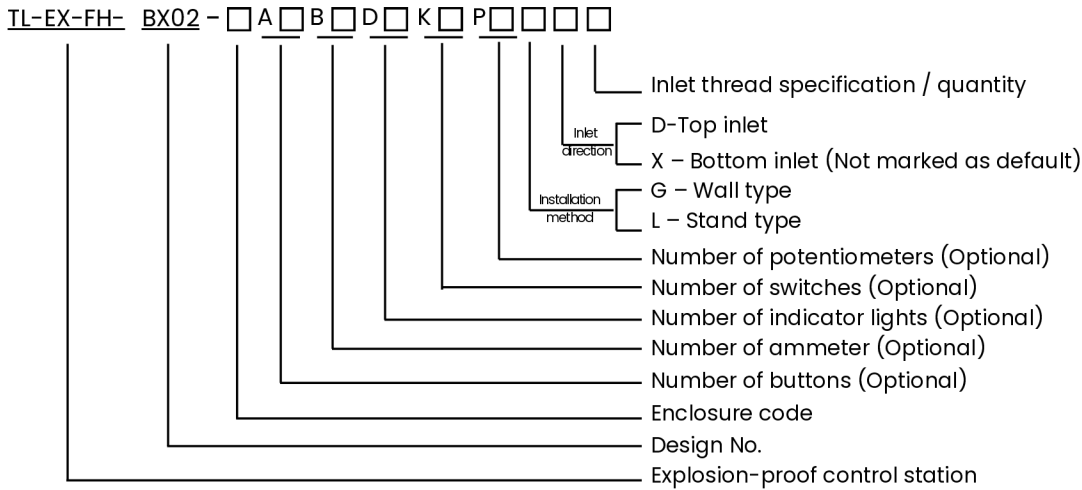 TL-EX-FH- BX02-□A□B□D□K□P□□□□
Inlet thread specification / quantity
D-Top inlet
Inlet
direction
X – Bottom inlet (Not marked as default)
G – Wall type
Installation
method
L – Stand type
Number of potentiometers (Optional)
Number of switches (Optional)
Number of indicator lights (Optional)
Number of ammeter (Optional)
Number of buttons (Optional)
Enclosure code
Design No.
Explosion-proof control station